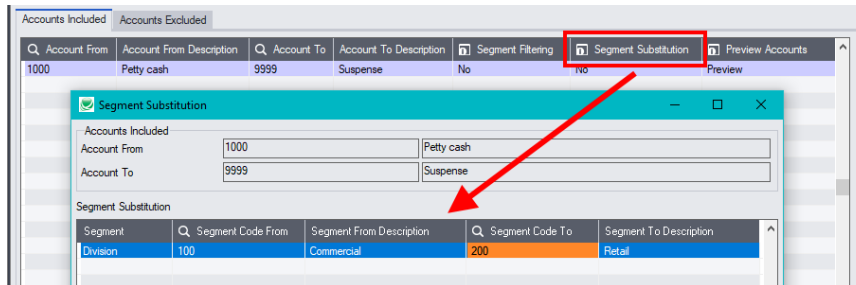 Accounts Included Accounts Excluded
Account From Account From Description Account To Account To Description Segment Filtering Segment Substitution Preview Accounts
1000 Petty cash 9999 Suspense No No Preview
Segment Substitution
Accounts Included
Account From 1000 Petty cash
Account To 9999 Suspense
Segment Substitution
Segment Segment Code From Segment From Description Segment Code To Segment To Description
Division 100 Commercial 200 Retail